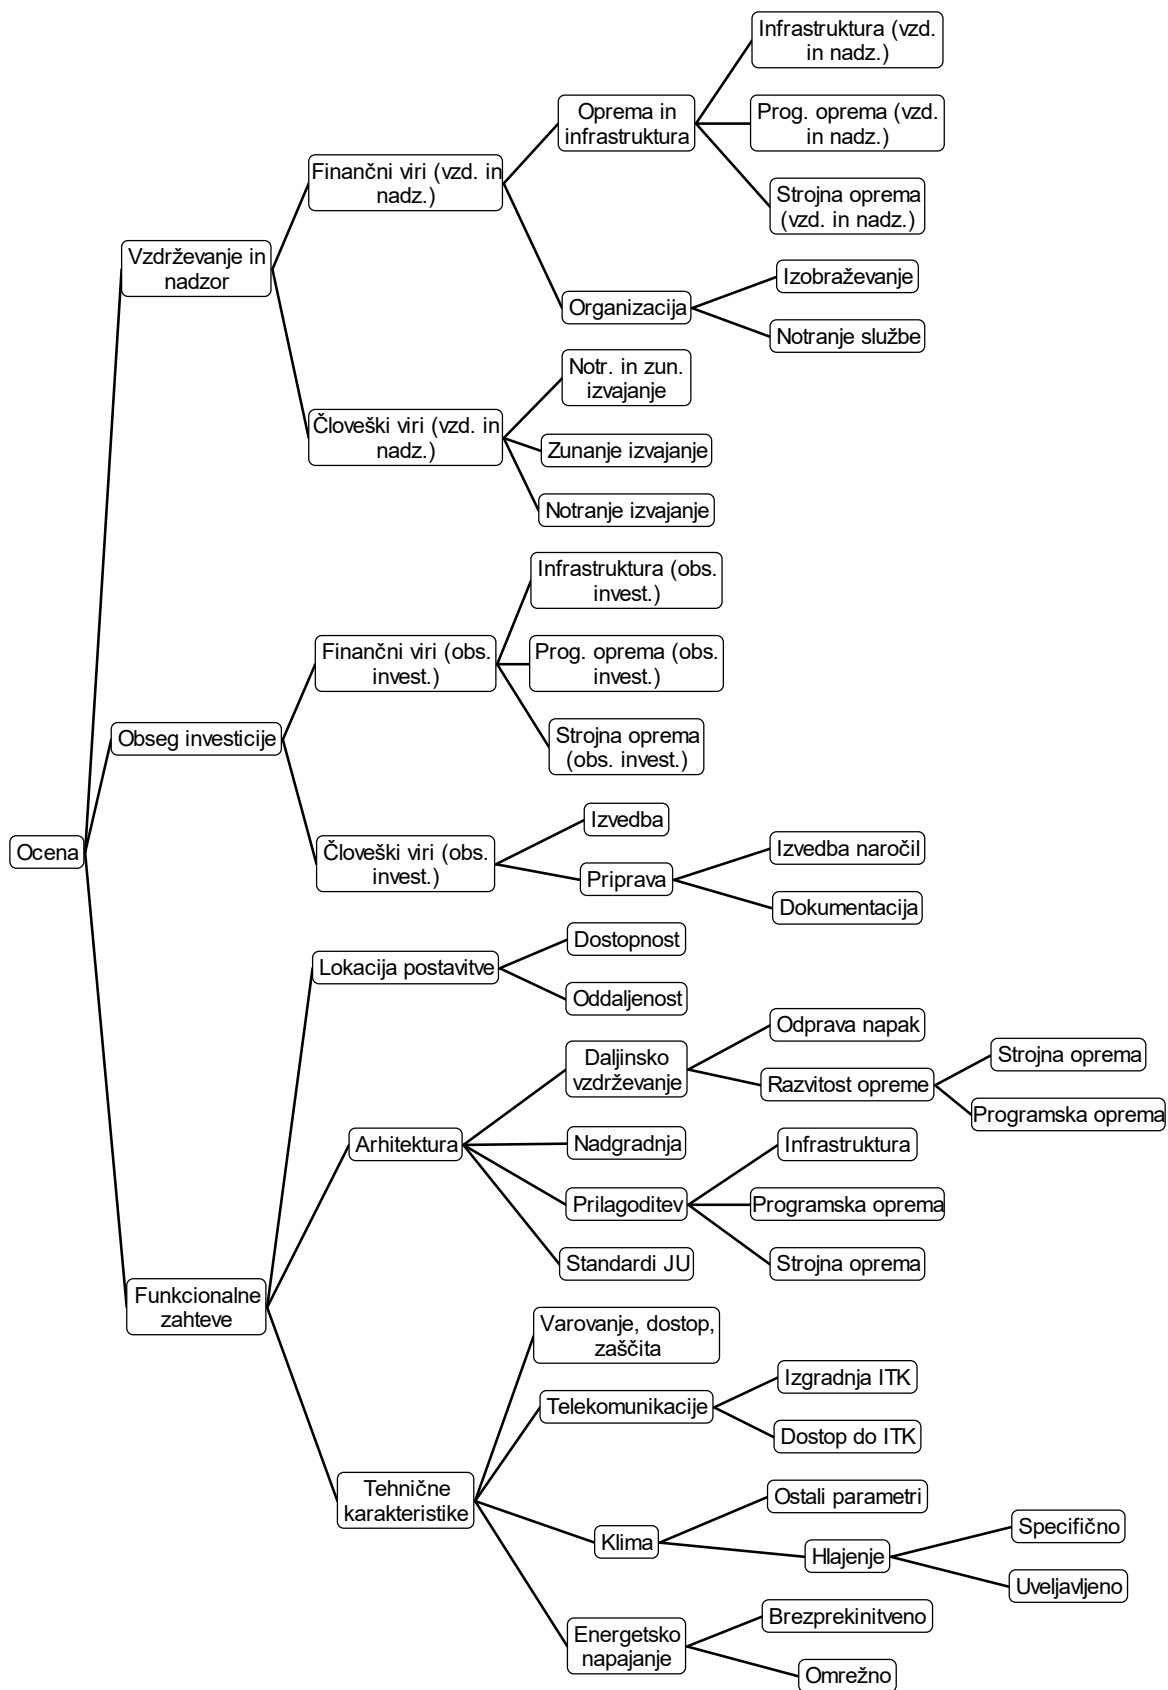 Infrastruktura (vzd.
in nadz.)
Oprema in
infrastruktura
Prog. oprema (vzd.
in nadz.)
Finančni viri (vzd. in
nadz.)
Strojna oprema
(vzd. in nadz.)
Vzdrževanje in
nadzor
Izobraževanje
Organizacija
Notranje službe
Notr. in zun.
izvajanje
Človeški viri (vzd. in
nadz.)
Zunanje izvajanje
Notranje izvajanje
Infrastruktura (obs.
invest.)
Finančni viri (obs.
invest.)
Prog. oprema (obs.
invest.)
Obseg investicije
Strojna oprema
(obs. invest.)
Izvedba
Ocena
Človeški viri (obs.
invest.)
Izvedba naročil
Priprava
Dokumentacija
Dostopnost
Lokacija postavitve
Oddaljenost
Odprava napak
Daljinsko
vzdrževanje
Strojna oprema
Razvitost opreme
Programska oprema
Arhitektura
Nadgradnja
Infrastruktura
Prilagoditev
Programska oprema
Standardi JU
Strojna oprema
Funkcionalne
zahteve
Varovanje, dostop,
zaščita
Izgradnja ITK
Telekomunikacije
Dostop do ITK
Tehnične
karakteristike
Ostali parametri
Klima
Specifično
Hlajenje
Uveljavljeno
Brezprekinitveno
Energetsko
napajanje
Omrežno